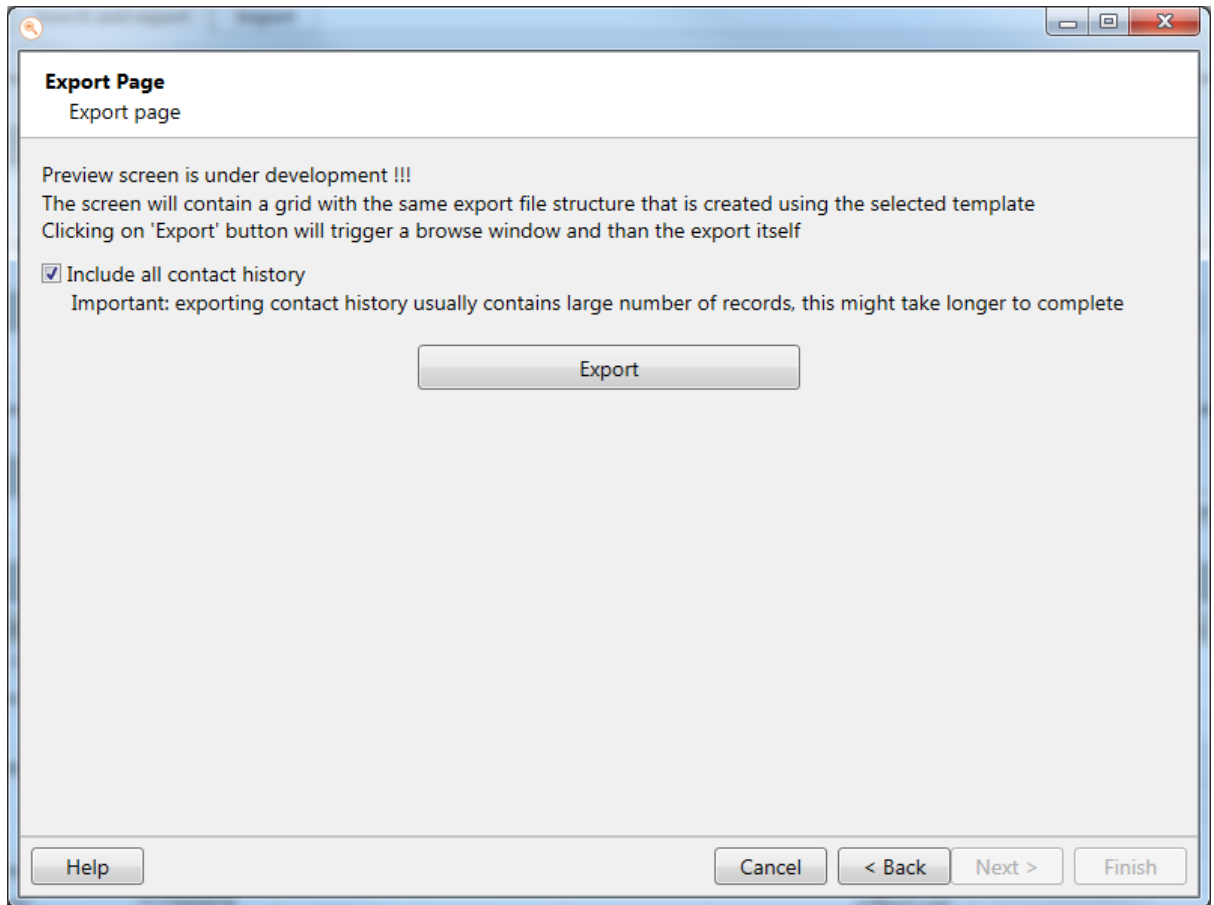 Export Page
Export page
Preview screen is under development !!!
The screen will contain a grid with the same export file structure that is created using the selected template
Clicking on 'Export' button will trigger a browse window and than the export itself
Include all contact history
Important: exporting contact history usually contains large number of records, this might take longer to complete
Export
Help
Cancel
< Back
Next >
Finish